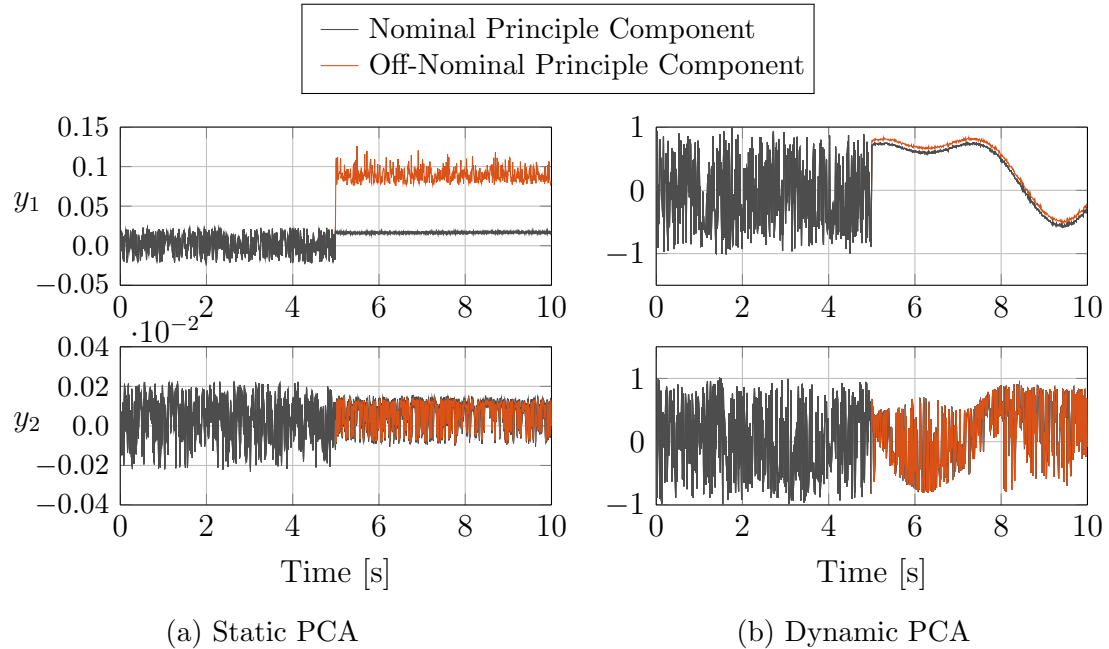 Nominal Principle Component
Off-Nominal Principle Component
0.15
0.1
0.05
0.0
−0.05
y₁
0 2 4 6 8 10
1
0
−1
0 2 4 6 8 10
·10⁻²
0.04
0.02
0.0
−0.02
−0.04
y₂
0 2 4 6 8 10
Time [s]
1
0
−1
0 2 4 6 8 10
Time [s]
(a) Static PCA
(b) Dynamic PCA